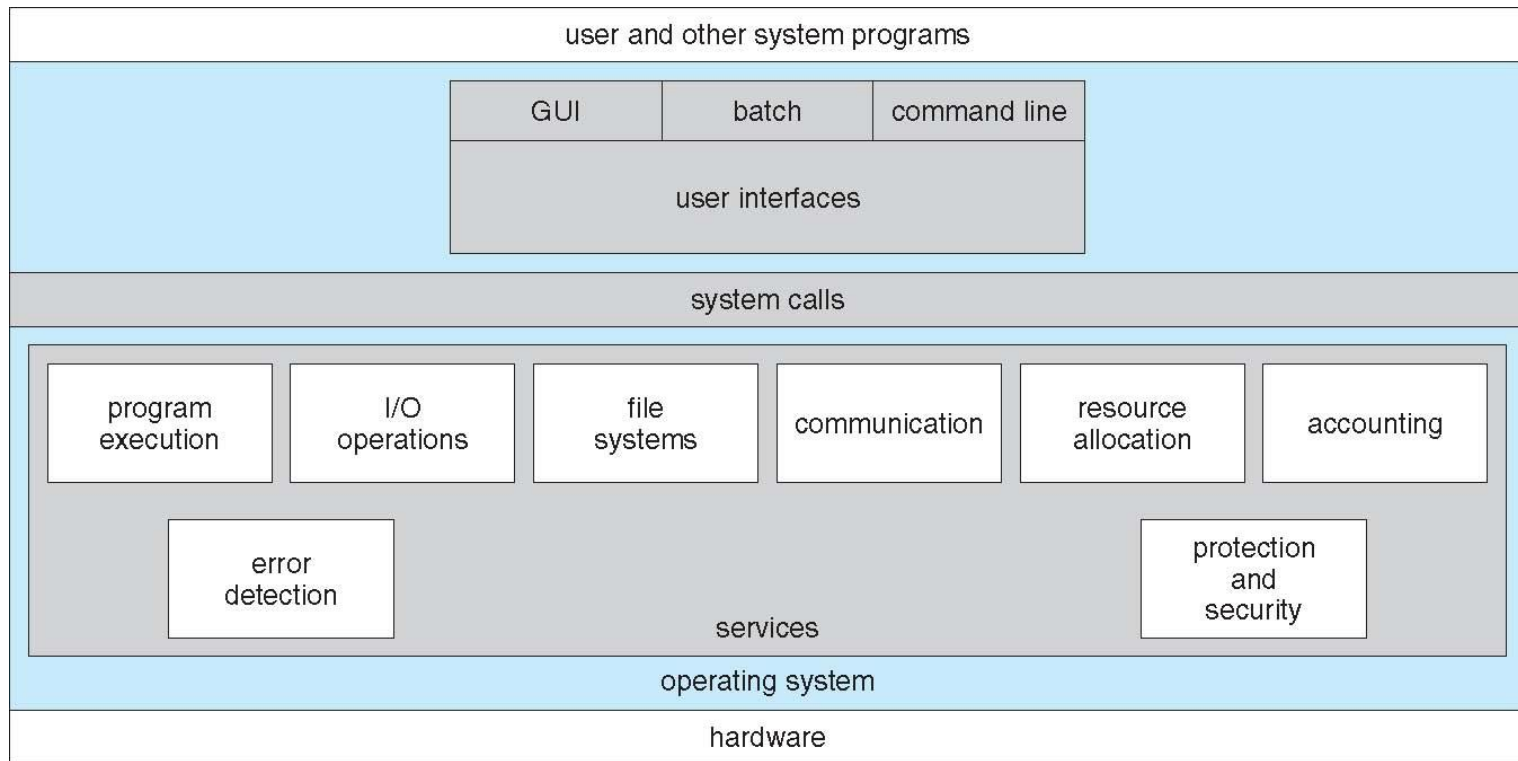 user and other system programs
GUI
batch
command line
user interfaces
system calls
program
execution
I/O
operations
file
systems
communication
resource
allocation
accounting
error
detection
protection
and
security
services
operating system
hardware